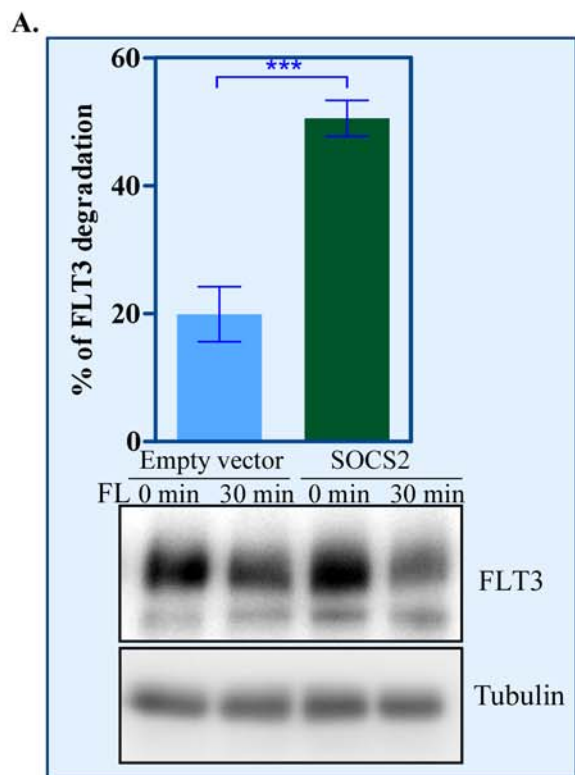 A.
60
***
40
20
0
% of FLT3 degradation
Empty vector SOCS2
FL 0 min 30 min 0 min 30 min
FLT3
Tubulin